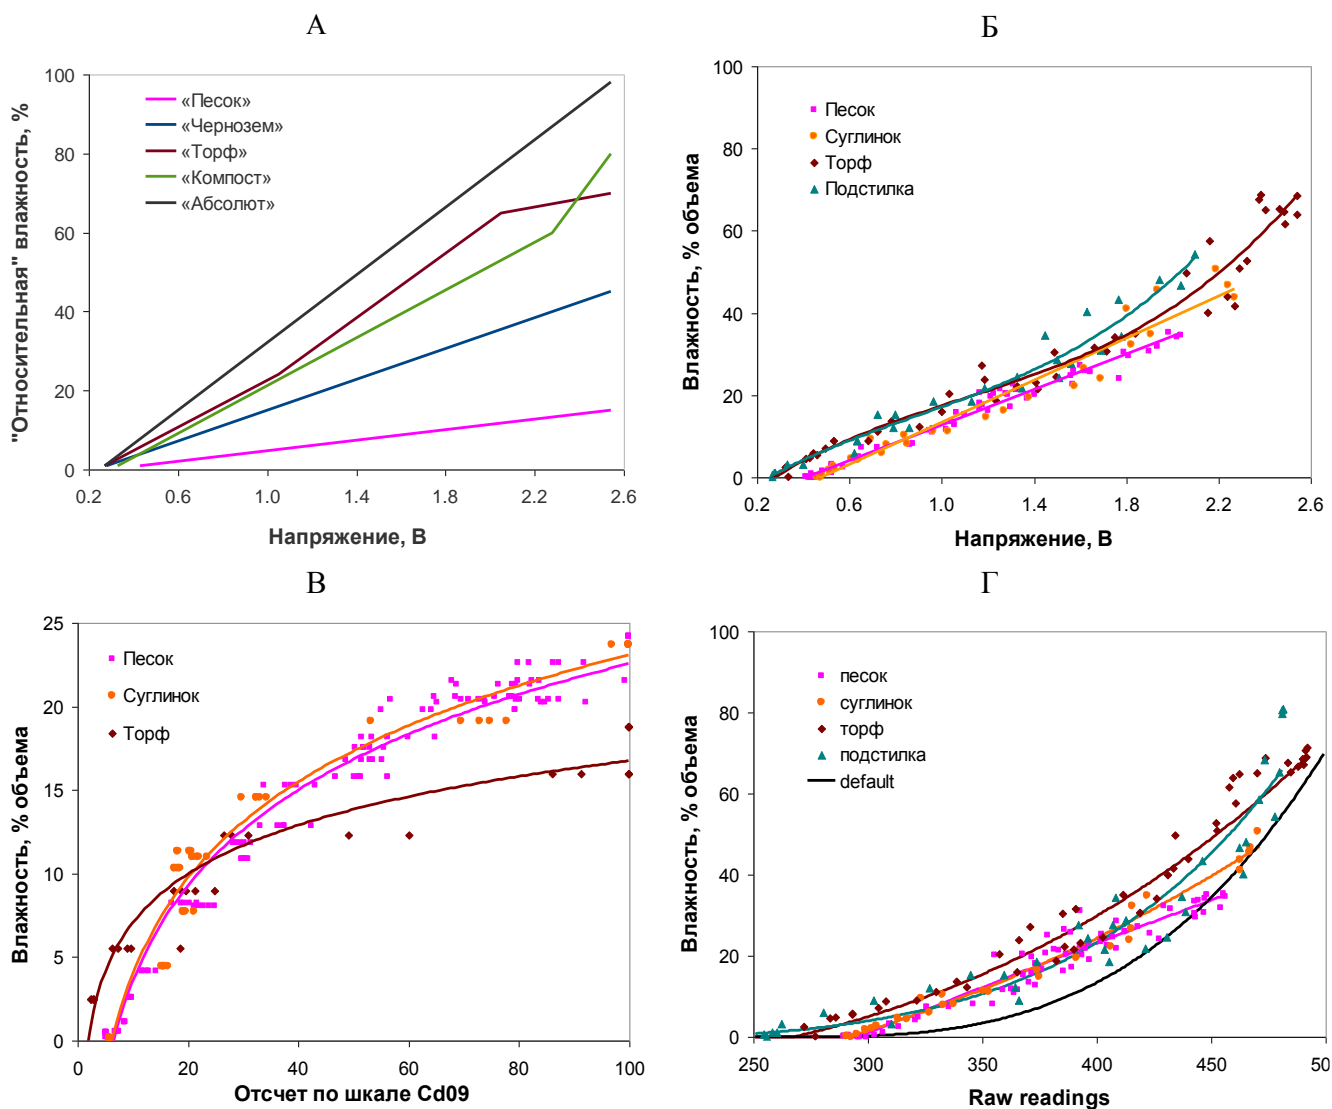 А
"Относительная" влажность, %
100
80
60
40
20
0
«Песок»
«Чернозем»
«Торф»
«Компост»
«Абсолют»
0.2 0.6 1.0 1.4 1.8 2.2 2.6
Напряжение, В
Б
Влажность, % объема
100
80
60
40
20
0
Песок
Суглинок
Торф
Подстилка
0.2 0.6 1.0 1.4 1.8 2.2 2.6
Напряжение, В
В
Влажность, % объема
25
20
15
10
5
0
Песок
Суглинок
Торф
0 20 40 60 80 100
Отсчет по шкале Cd09
Г
Влажность, % объема
100
80
60
40
20
0
песок
суглинок
торф
подстилка
default
250 300 350 400 450 50
Raw readings